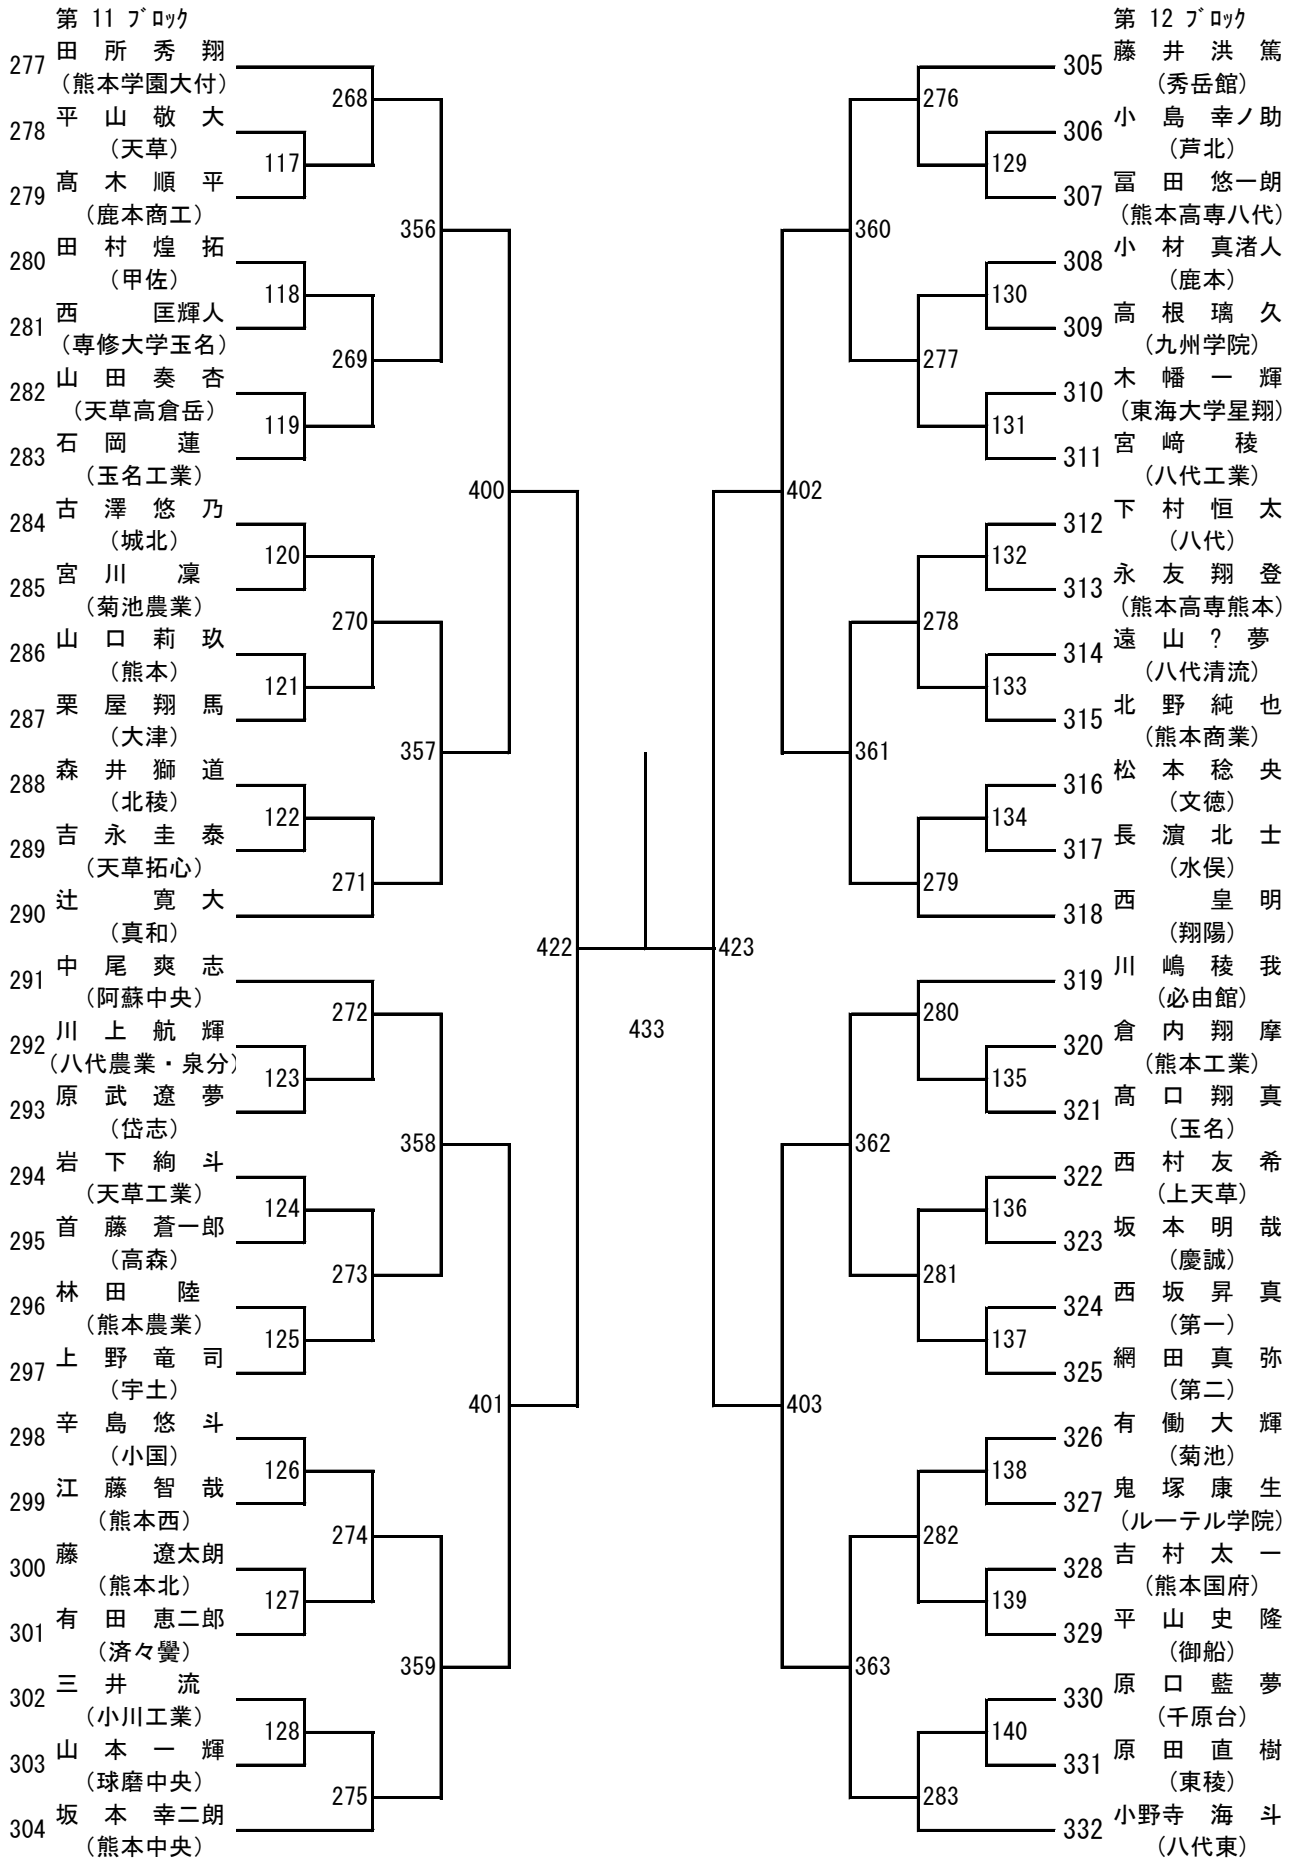 第 11 ﾌﾞﾛｯｸ
277 田 所 秀 翔
(熊本学園大付)
278 平 山 敬 大
(天草)
279 髙 木 順 平
(鹿本商工)
280 田 村 煌 拓
(甲佐)
281 西 匡輝人
(専修大学玉名)
282 山 田 奏 杏
(天草高倉岳)
283 石 岡 蓮
(玉名工業)
284 古 澤 悠 乃
(城北)
285 宮 川 凜
(菊池農業)
286 山 口 莉 玖
(熊本)
287 栗 屋 翔 馬
(大津)
288 森 井 獅 道
(北稜)
289 吉 永 圭 泰
(天草拓心)
290 辻 寛 大
(真和)
291 中 尾 爽 志
(阿蘇中央)
292 川 上 航 輝
(八代農業・泉分)
293 原 武 遼 夢
(岱志)
294 岩 下 絢 斗
(天草工業)
295 首 藤 蒼一郎
(高森)
296 林 田 陸
(熊本農業)
297 上 野 竜 司
(宇土)
298 辛 島 悠 斗
(小国)
299 江 藤 智 哉
(熊本西)
300 藤 遼太朗
(熊本北)
301 有 田 恵二郎
(済々黌)
302 三 井 流
(小川工業)
303 山 本 一 輝
(球磨中央)
304 坂 本 幸二朗
(熊本中央)
117
118
119
120
121
122
123
124
125
126
127
128
268
269
270
271
272
273
274
275
356
357
358
359
400
401
422
433
423
402
403
360
361
362
363
276
277
278
279
280
281
282
283
129
130
131
132
133
134
135
136
137
138
139
140
第 12 ﾌﾞﾛｯｸ
305 藤 井 洪 篤
(秀岳館)
306 小 島 幸ノ助
(芦北)
307 冨 田 悠一朗
(熊本高専八代)
308 小 材 真渚人
(鹿本)
309 高 根 璃 久
(九州学院)
310 木 幡 一 輝
(東海大学星翔)
311 宮 﨑 稜
(八代工業)
312 下 村 恒 太
(八代)
313 永 友 翔 登
(熊本高専熊本)
314 遠 山 ? 夢
(八代清流)
315 北 野 純 也
(熊本商業)
316 松 本 稔 央
(文徳)
317 長 濵 北 士
(水俣)
318 西 皇 明
(翔陽)
319 川 嶋 稜 我
(必由館)
320 倉 内 翔 摩
(熊本工業)
321 髙 口 翔 真
(玉名)
322 西 村 友 希
(上天草)
323 坂 本 明 哉
(慶誠)
324 西 坂 昇 真
(第一)
325 網 田 真 弥
(第二)
326 有 働 大 輝
(菊池)
327 鬼 塚 康 生
(ルーテル学院)
328 吉 村 太 一
(熊本国府)
329 平 山 史 隆
(御船)
330 原 口 藍 夢
(千原台)
331 原 田 直 樹
(東稜)
332 小野寺 海 斗
(八代東)